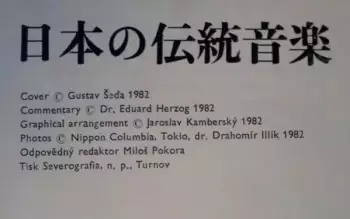 日本の伝統音楽
Cover © Gustav Šeďa 1982
Commentary © Dr. Eduard Herzog 1982
Graphical arrangement © Jaroslav Kamberský 1982
Photos © Nippon Columbia, Tokio, dr. Drahomír Illík 1982
Odpovědný redaktor Miloš Pokora
Tisk Severografia, n. p., Turnov